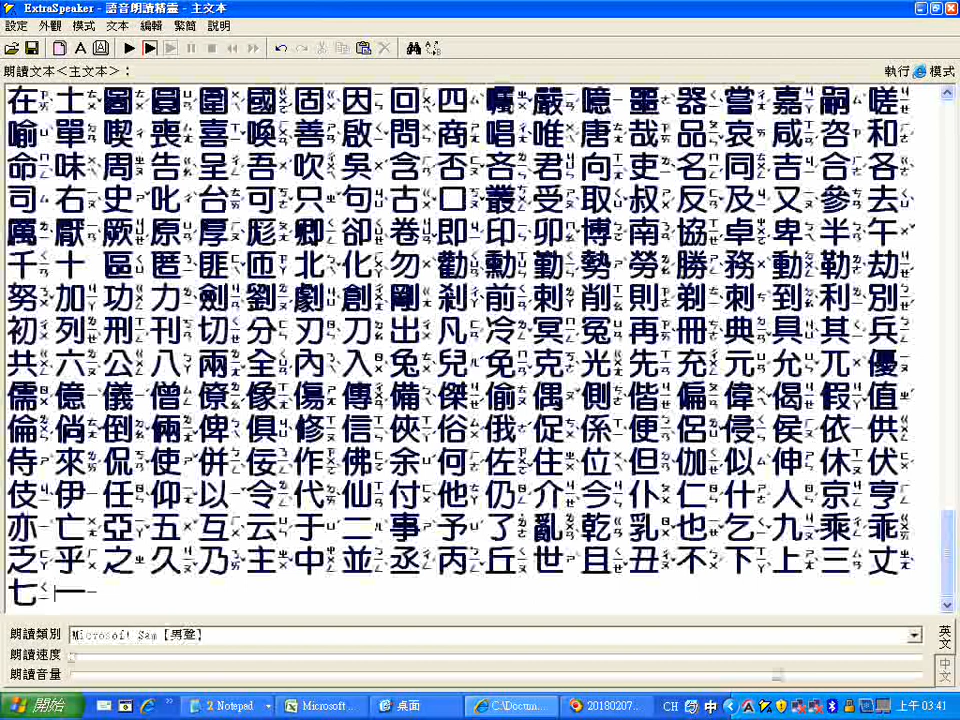 ExtraSpeaker - 語音朗讀精靈 - 主文本
設定 外觀 模式 文本 編輯 繁簡 說明
朗讀文本<主文本>： 執行 模式
在土圖圓圍國固因回四囑嚴噫噩器嘗嘉嗣嗟
喻單喫喪喜喚善啟問商唱唯唐哉品哀咸咨和
命味周告呈吾吹吳含否吝君向吏名同吉合各
司右史叱台可只句古口叢受取叔反及又參去
厲厭厥原厚厖卿卻卷即印卯博南協卓卑半午
千十區匿匪匝北化勿勸勳勤勢勞勝務動勒劫
努加功力劍劉劇創剛剎前剌削則剃刺到利別
初列刑刊切分刃刀出凡冷冥冤再冊典具其兵
共六公八兩全內入兔兒免克光先充元允兀優
儒億儀僧僚像傷傳備傑偷偶側偕偏偉偈假值
倫倘倒倆俾俱修信俠俗俄促係便侶侵侯依供
侍來侃使併佞作佛余何佐住位但伽似伸休伏
伎伊任仰以令代仙付他仍介今仆仁什人京亨
亦亡亞五互云于二事予了亂乾乳也乞九乘乖
乏乎之久乃主中並丞丙丘世且丑不下上三丈
七一
朗讀類別 Microsoft Sam【男聲】 英文
朗讀速度
朗讀音量 中文
開始 2 Notepad Microsoft... 桌面 C:\Docum... 20180207... CH 中 上午 03:41